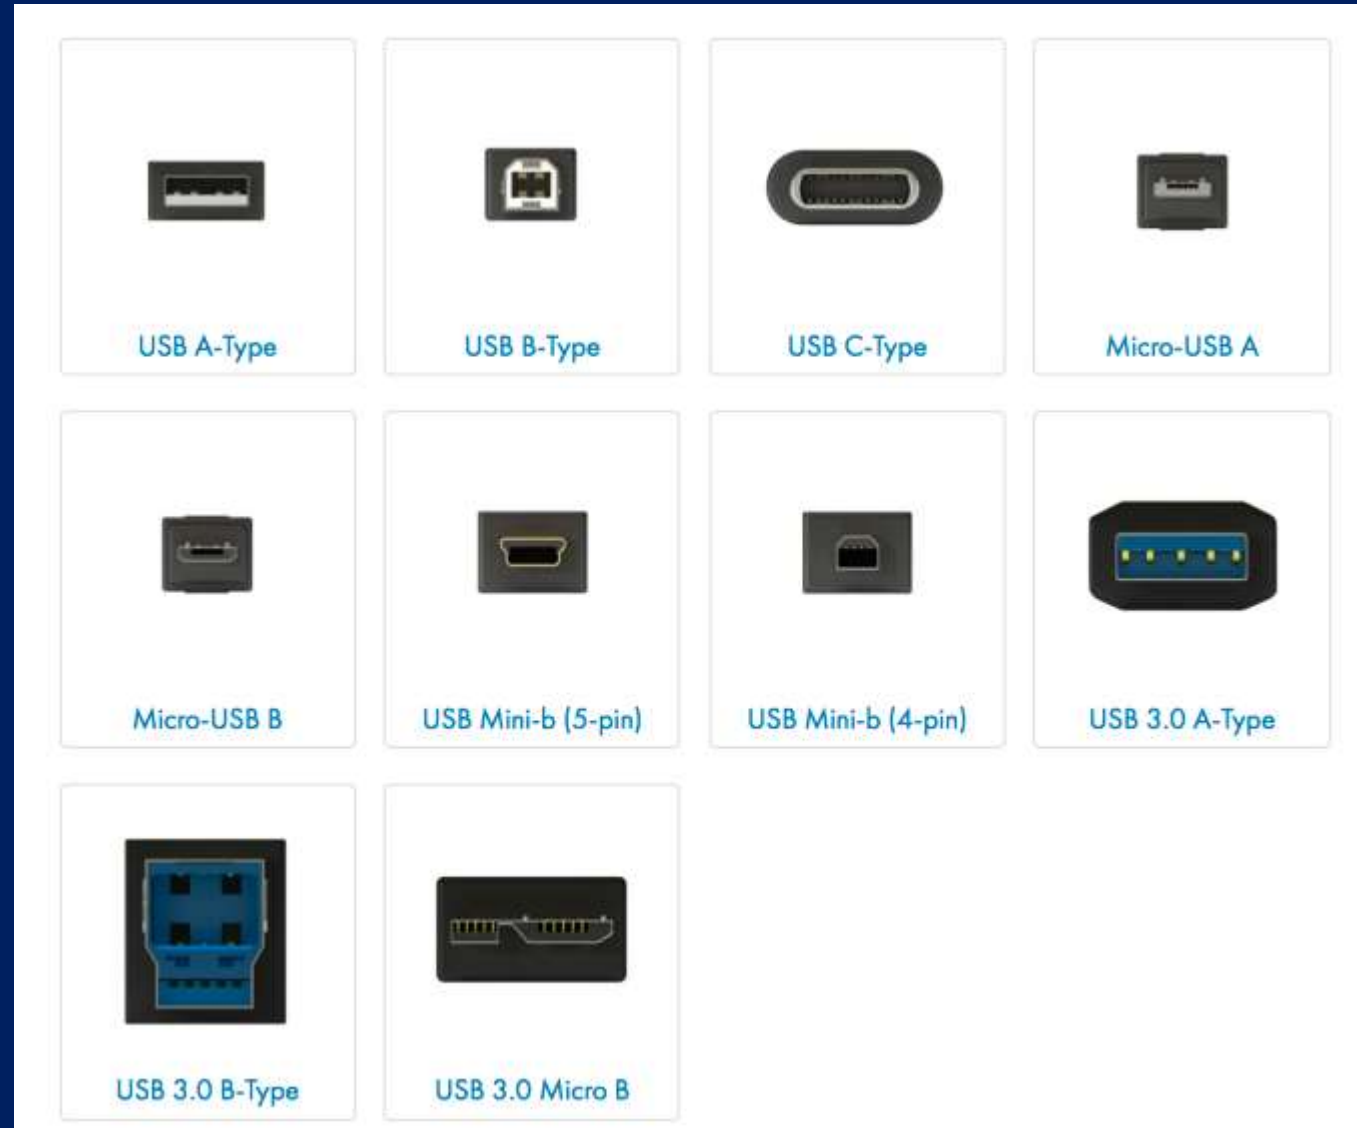 USB A-Type
USB B-Type
USB C-Type
Micro-USB A
Micro-USB B
USB Mini-b (5-pin)
USB Mini-b (4-pin)
USB 3.0 A-Type
USB 3.0 B-Type
USB 3.0 Micro B